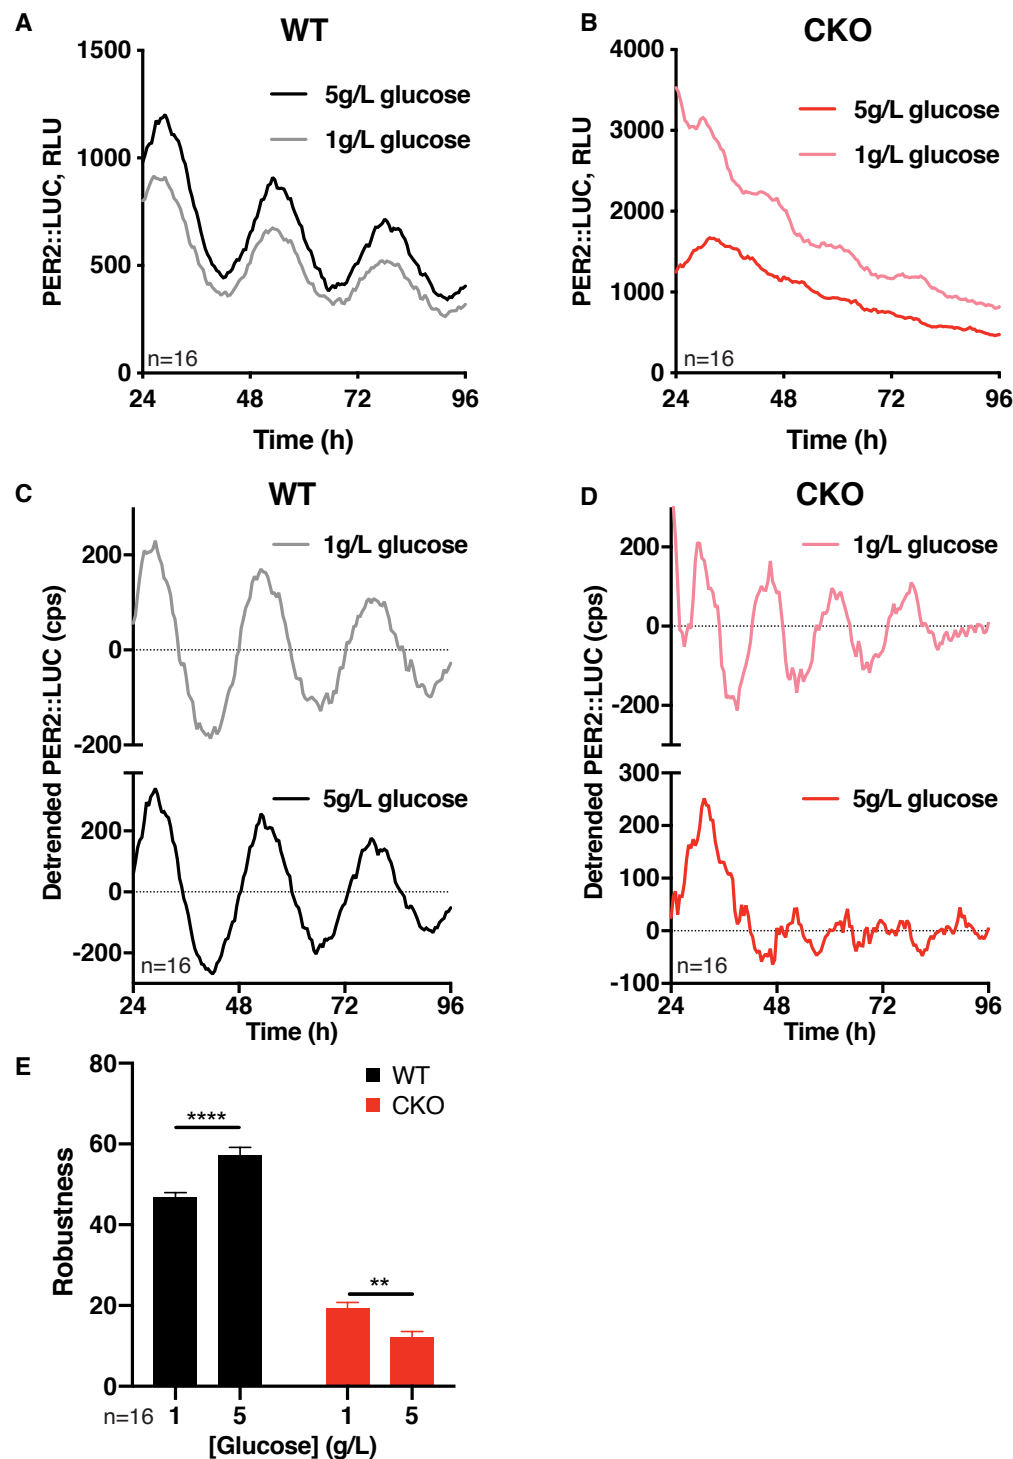 A
WT
1500
1000
500
0
PER2::LUC, RLU
5g/L glucose
1g/L glucose
n=16
24 48 72 96
Time (h)
B
CKO
4000
3000
2000
1000
0
PER2::LUC, RLU
5g/L glucose
1g/L glucose
n=16
24 48 72 96
Time (h)
C
WT
Detrended PER2::LUC (cps)
1g/L glucose
200
0
-200
5g/L glucose
200
0
-200
n=16
24 48 72 96
Time (h)
D
CKO
Detrended PER2::LUC (cps)
1g/L glucose
200
0
-200
300
5g/L glucose
200
100
0
-100
n=16
24 48 72 96
Time (h)
E
80
60
40
20
0
Robustness
WT
CKO
****
**
n=16 1 5 1 5
[Glucose] (g/L)